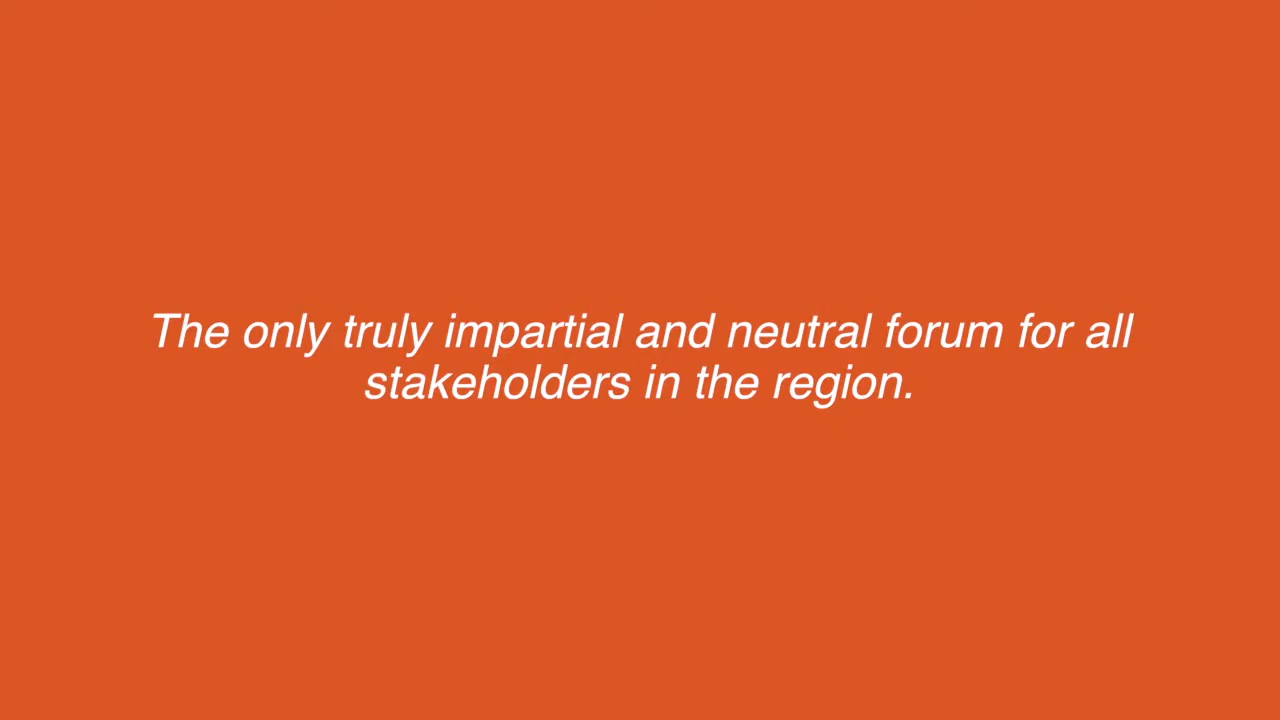 The only truly impartial and neutral forum for all
stakeholders in the region.